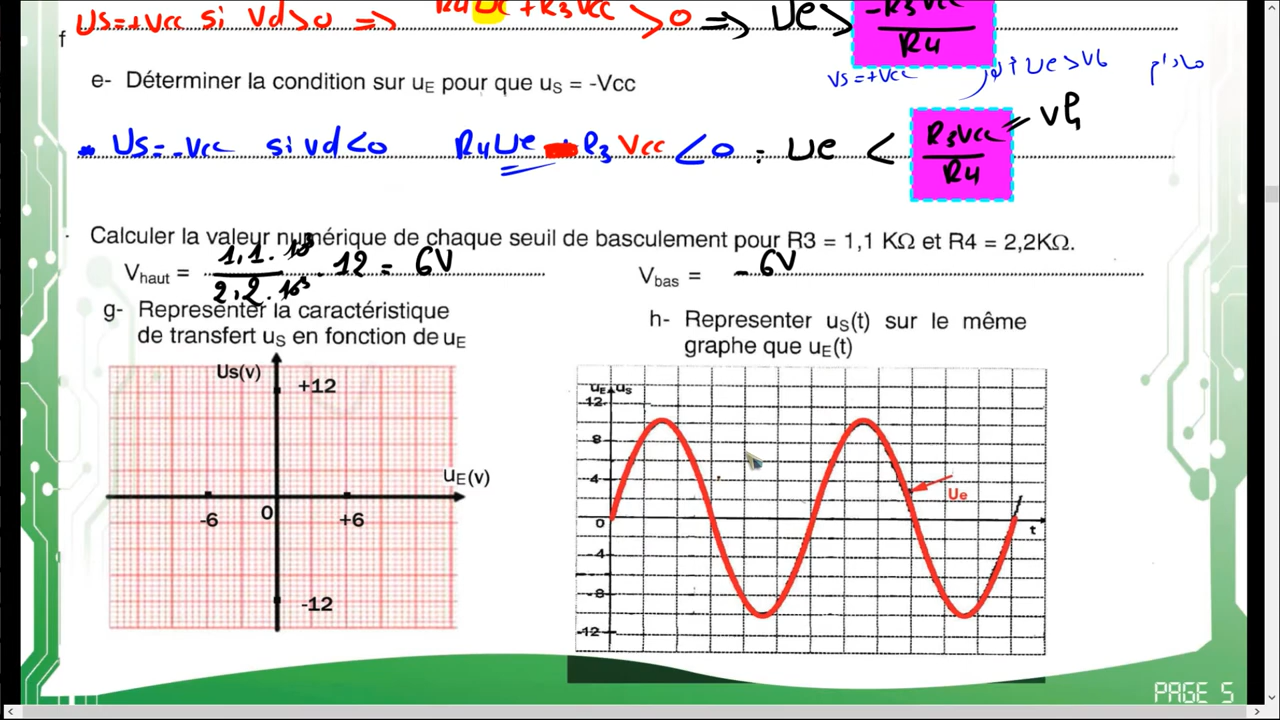 Us=+Vcc si Vd>0 => R4Ue+R3Vcc >0 => Ue> -R3Vcc / R4
f
e- Déterminer la condition sur uE pour que uS = -Vcc
Vs=+Vcc Ue>Vb
Us=-Vcc si vd<0 R4Ue - R3 Vcc <0 : Ue < R3Vcc / R4 = Vh
Calculer la valeur numérique de chaque seuil de basculement pour R3 = 1,1 KΩ et R4 = 2,2KΩ.
Vhaut = 1,1.10³ / 2,2.10³ . 12 = 6V Vbas = -6V
g- Representer la caractéristique
de transfert uS en fonction de uE
h- Representer uS(t) sur le même
graphe que uE(t)
Us(v)
+12
uE(v)
-6 0 +6
-12
uE uS
12
8
4
Ue
0
t
-4
-8
-12
PAGE 5